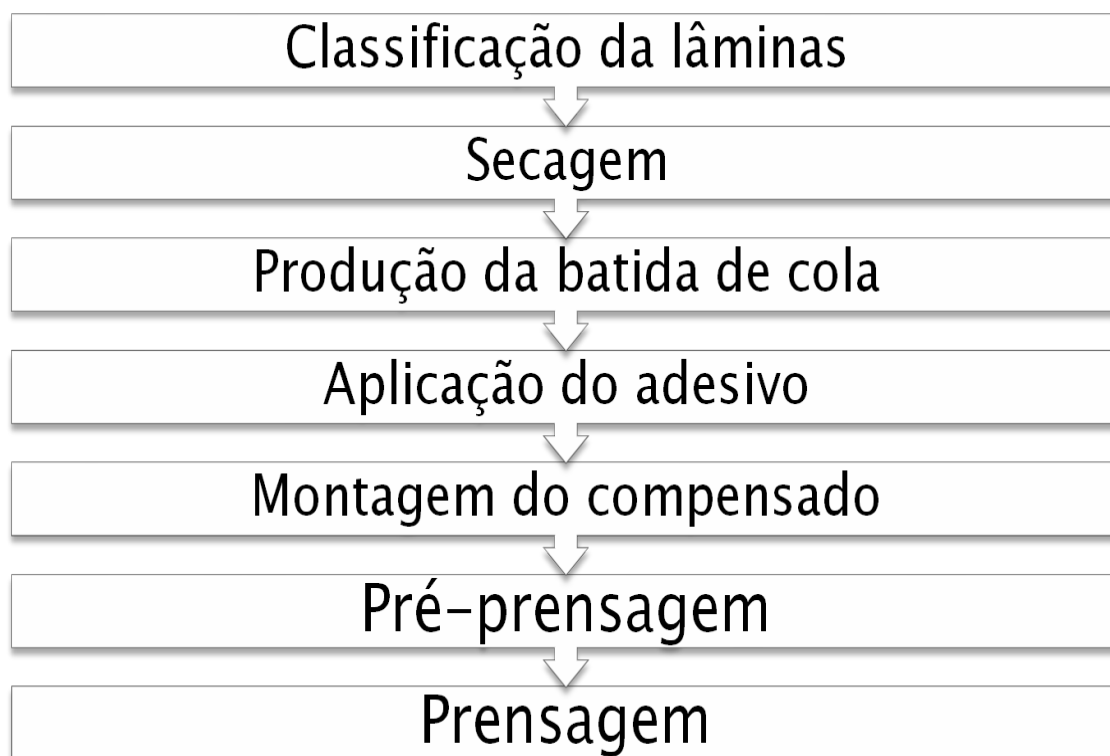 Classificação da lâminas
Secagem
Produção da batida de cola
Aplicação do adesivo
Montagem do compensado
Pré-prensagem
Prensagem